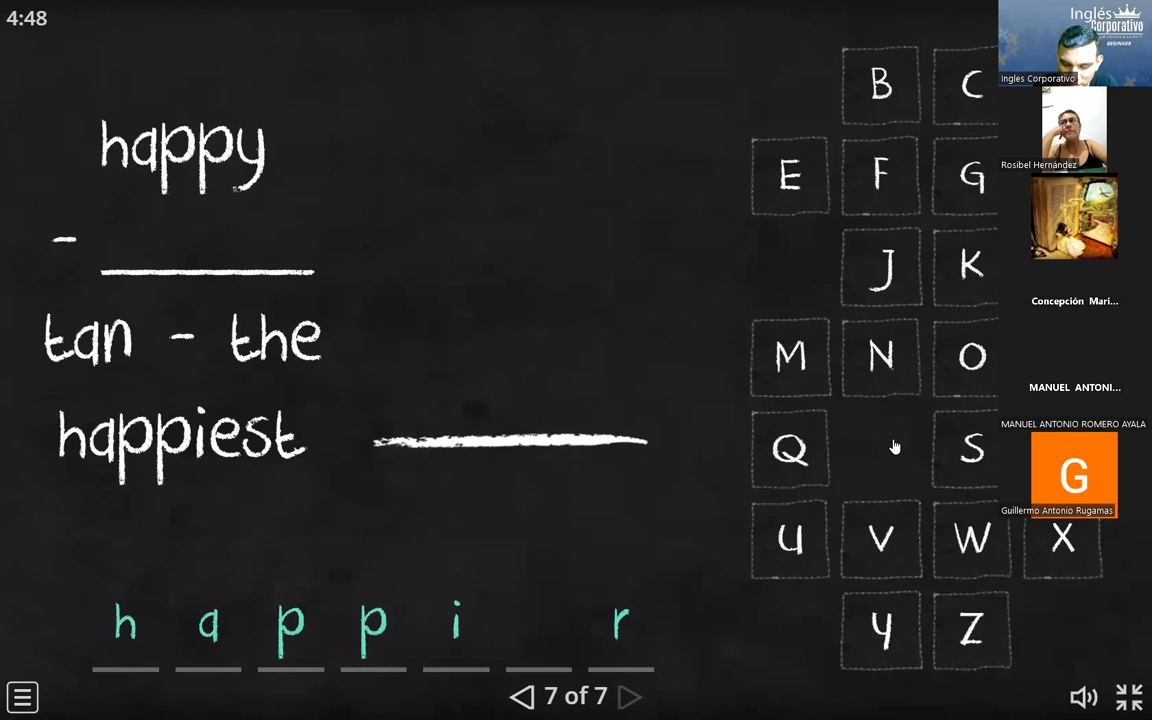 4:48
happy
-
tan - the
happiest
h a p p i r
7 of 7
B C
E F G
J K
M N O
Q S
U V W X
Y Z
Inglés
Corporativo
BEGINNER
Ingles Corporativo
Rosibel Hernández
Concepción Mari...
MANUEL ANTONI...
MANUEL ANTONIO ROMERO AYALA
G
Guillermo Antonio Rugamas